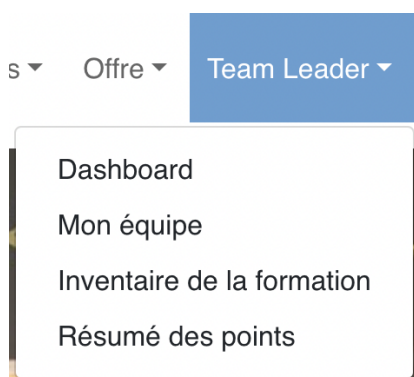 s Offre Team Leader
Dashboard
Mon équipe
Inventaire de la formation
Résumé des points